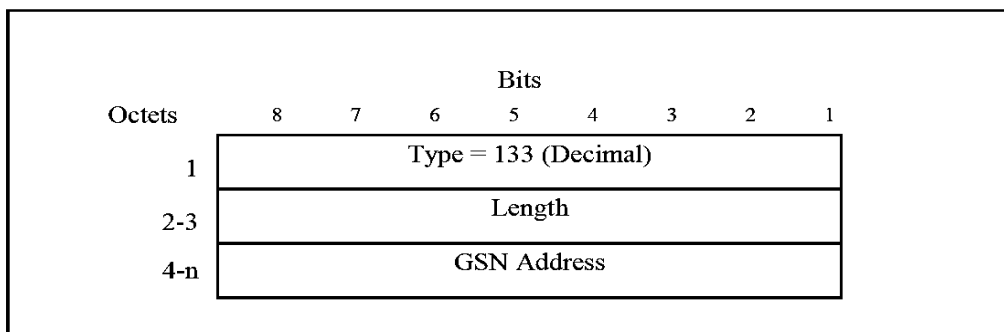 Bits
Octets 8 7 6 5 4 3 2 1
1 Type = 133 (Decimal)
2-3 Length
4-n GSN Address